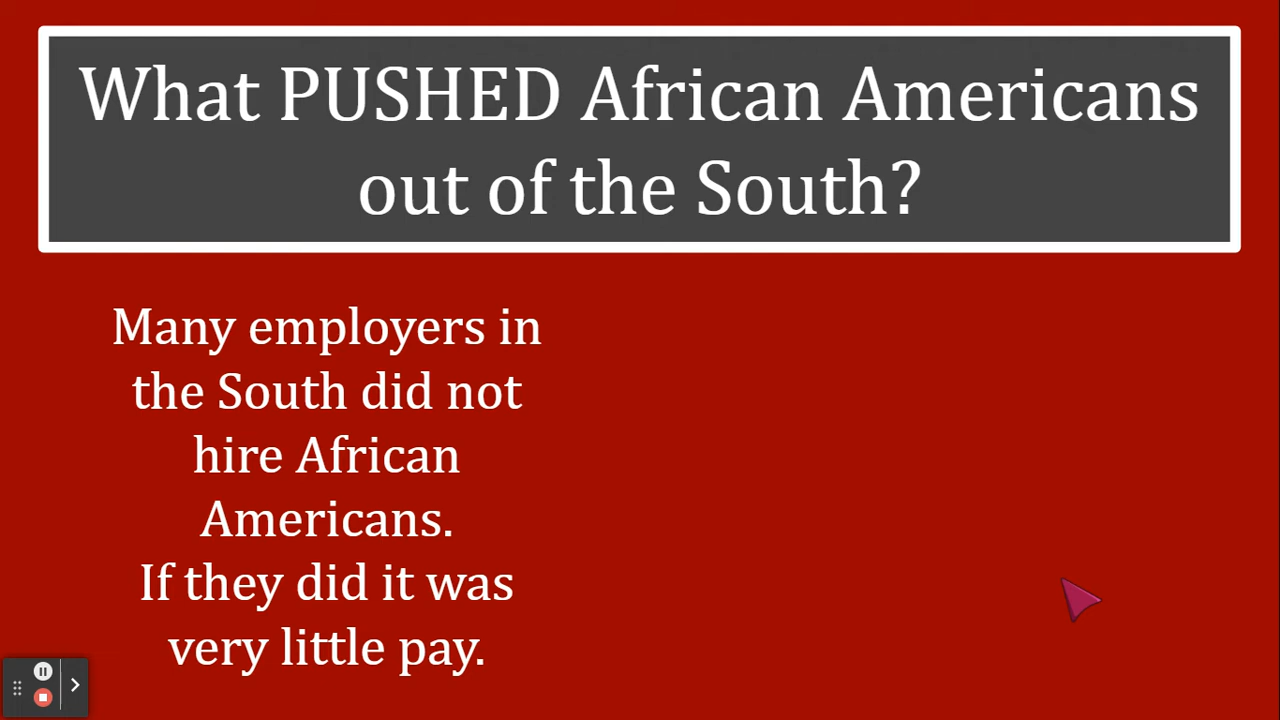 What PUSHED African Americans
out of the South?
Many employers in
the South did not
hire African
Americans.
If they did it was
very little pay.